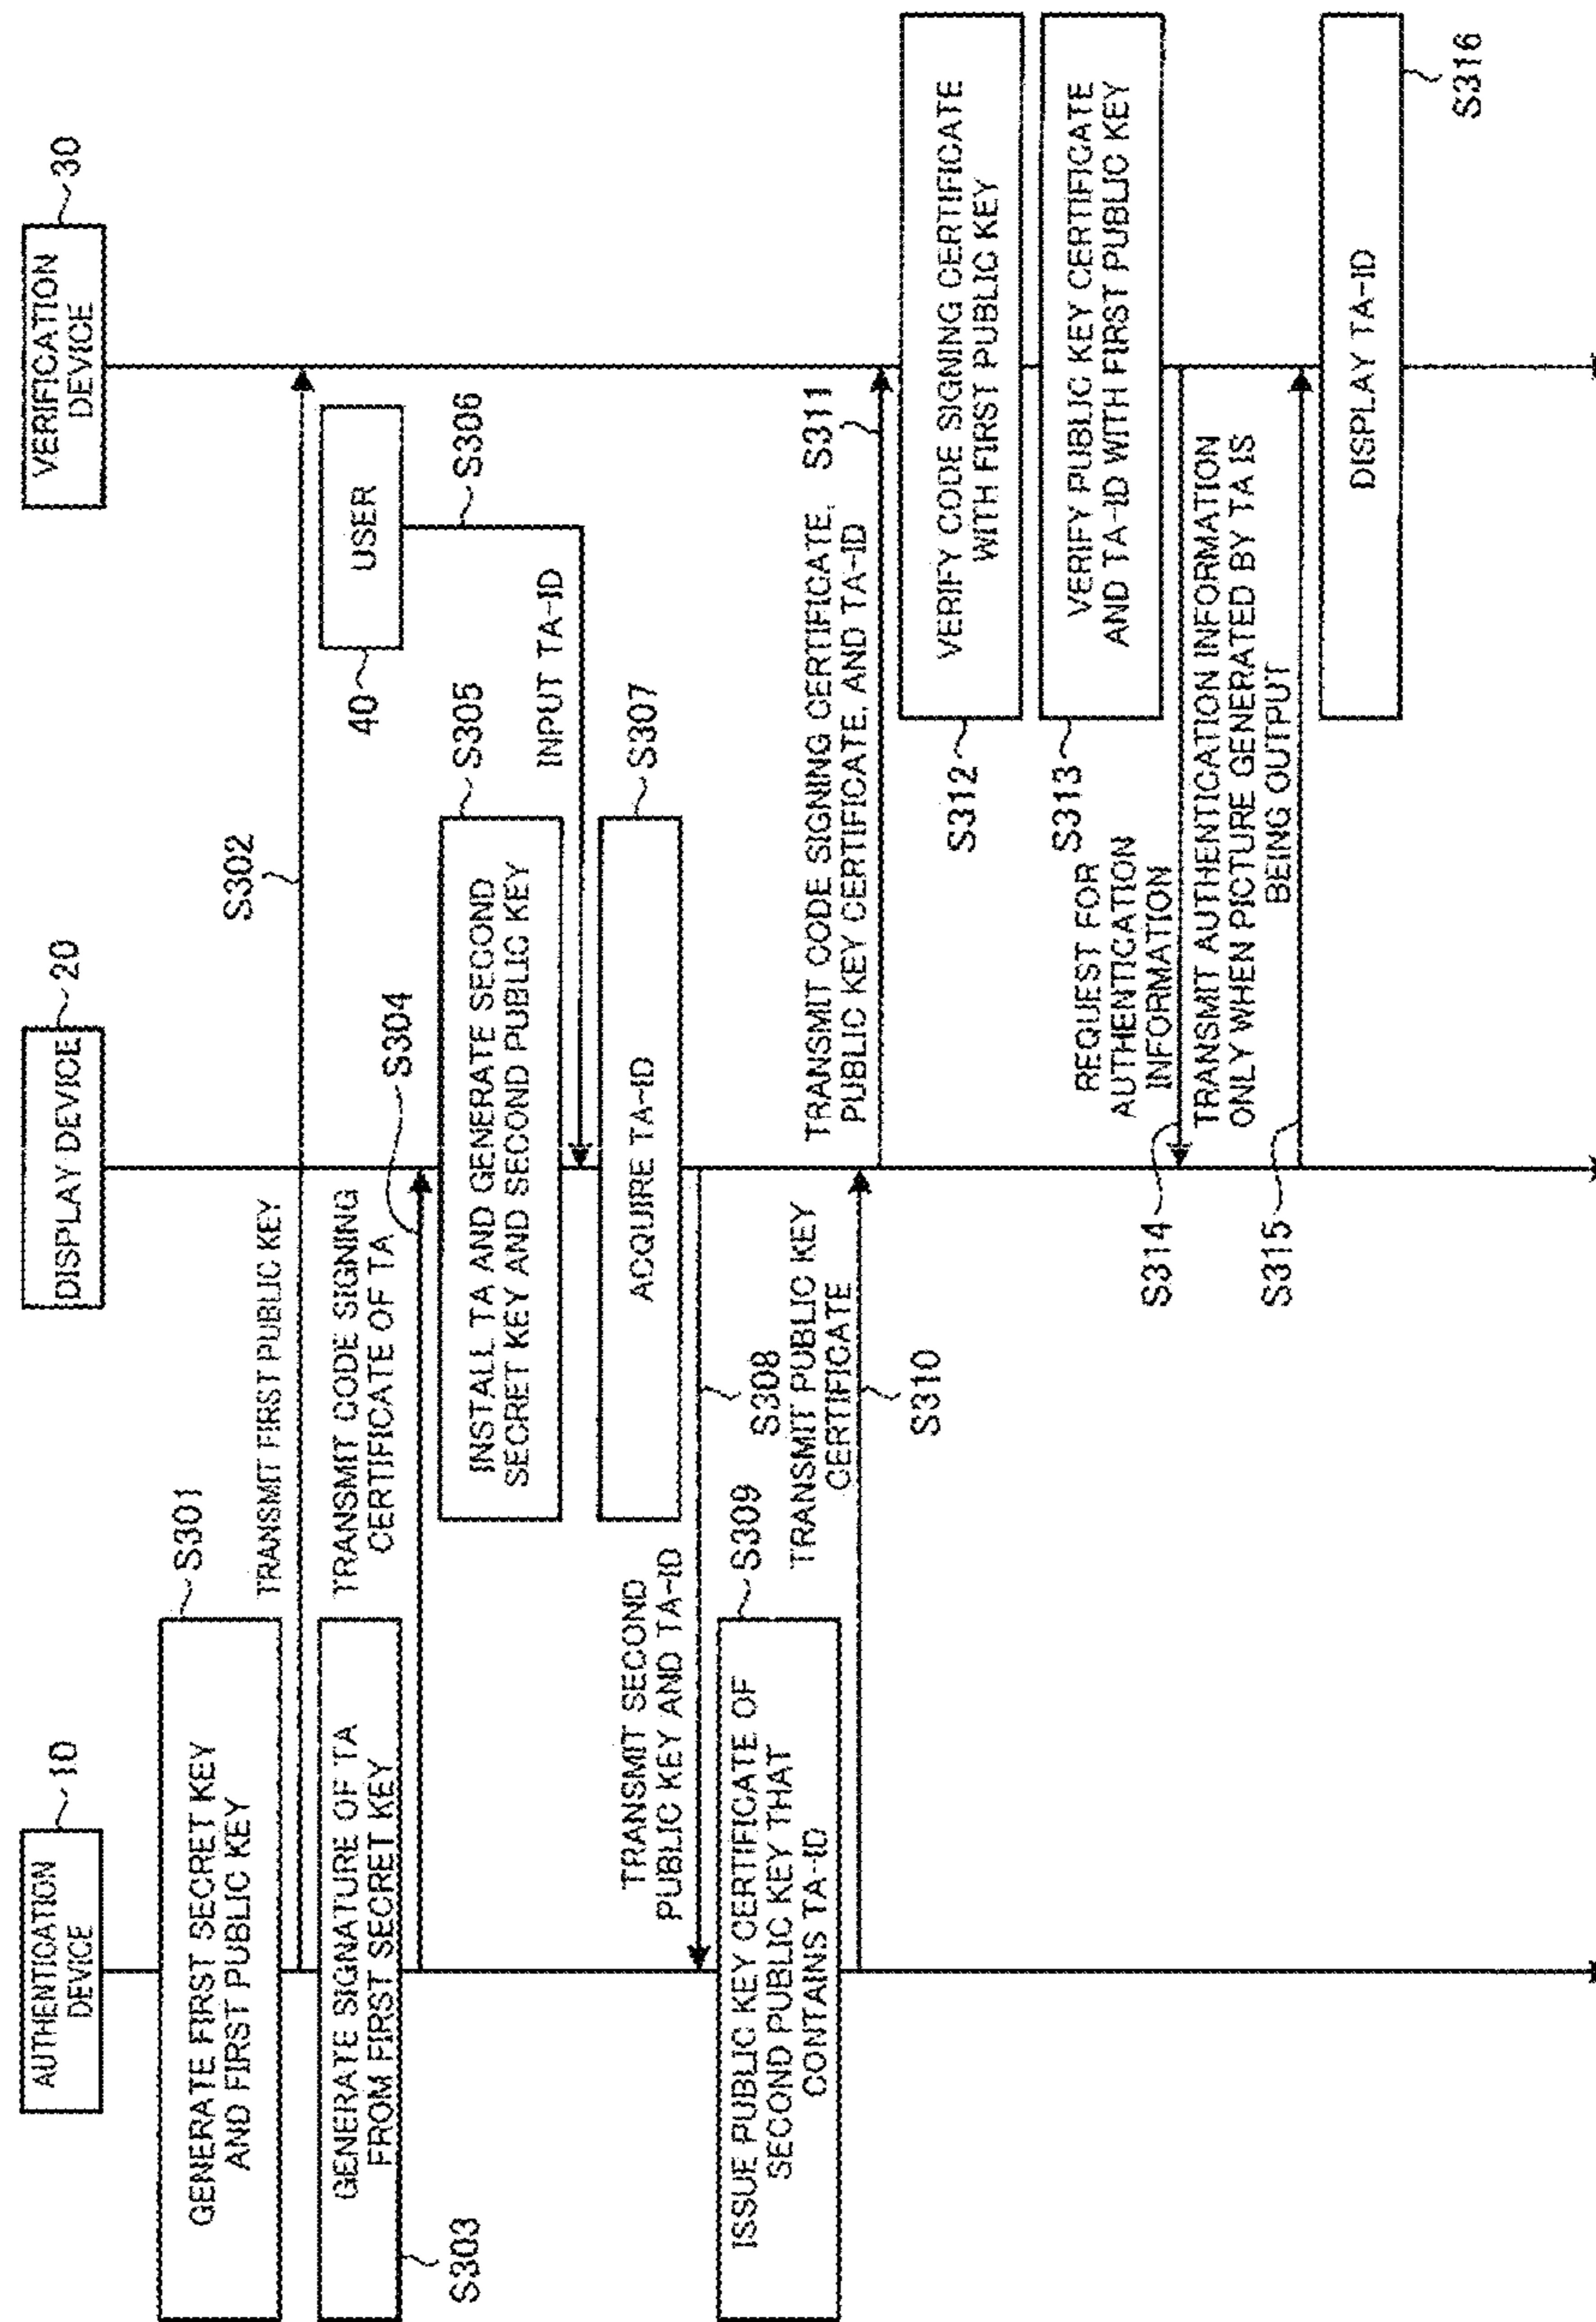 AUTHENTICATION
DEVICE
10
DISPLAY DEVICE
20
VERIFICATION
DEVICE
30
GENERATE FIRST SECRET KEY
AND FIRST PUBLIC KEY
S301
TRANSMIT FIRST PUBLIC KEY
S302
GENERATE SIGNATURE OF TA
FROM FIRST SECRET KEY
S303
TRANSMIT CODE SIGNING
CERTIFICATE OF TA
S304
USER
40
INSTALL TA AND GENERATE SECOND
SECRET KEY AND SECOND PUBLIC KEY
S305
INPUT TA-ID
S306
ACQUIRE TA-ID
S307
TRANSMIT SECOND
PUBLIC KEY AND TA-ID
S308
ISSUE PUBLIC KEY CERTIFICATE OF
SECOND PUBLIC KEY THAT
CONTAINS TA-ID
S309
TRANSMIT PUBLIC KEY
CERTIFICATE
S310
TRANSMIT CODE SIGNING CERTIFICATE,
PUBLIC KEY CERTIFICATE, AND TA-ID
S311
VERIFY CODE SIGNING CERTIFICATE
WITH FIRST PUBLIC KEY
S312
VERIFY PUBLIC KEY CERTIFICATE
AND TA-ID WITH FIRST PUBLIC KEY
S313
REQUEST FOR
AUTHENTICATION
INFORMATION
S314
TRANSMIT AUTHENTICATION INFORMATION
ONLY WHEN PICTURE GENERATED BY TA IS
BEING OUTPUT
S315
DISPLAY TA-ID
S316